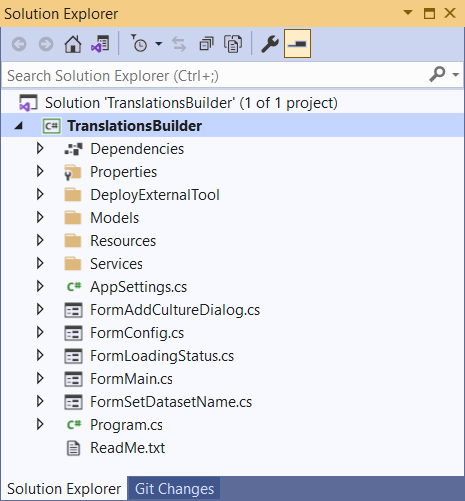 Solution Explorer
Search Solution Explorer (Ctrl+;)
Solution 'TranslationsBuilder' (1 of 1 project)
C# TranslationsBuilder
Dependencies
Properties
DeployExternalTool
Models
Resources
Services
C# AppSettings.cs
FormAddCultureDialog.cs
FormConfig.cs
FormLoadingStatus.cs
FormMain.cs
FormSetDatasetName.cs
C# Program.cs
ReadMe.txt
Solution Explorer Git Changes